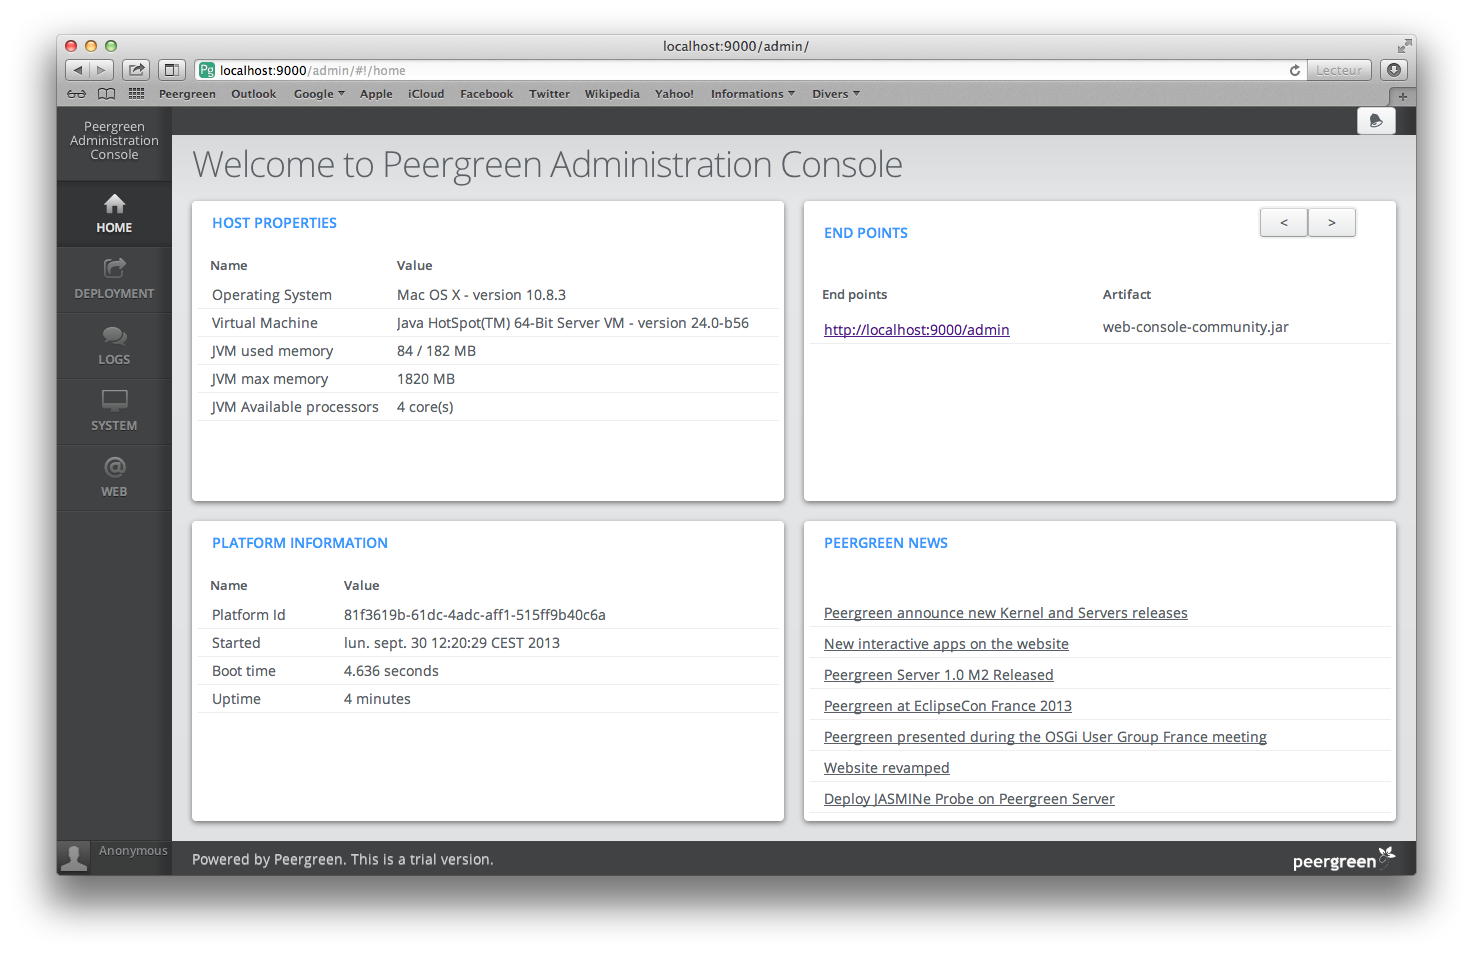 localhost:9000/admin/
Pg localhost:9000/admin/#!/home
Lecteur
Peergreen Outlook Google Apple iCloud Facebook Twitter Wikipedia Yahoo! Informations Divers
+
Peergreen
Administration
Console
HOME
DEPLOYMENT
LOGS
SYSTEM
@
WEB
Anonymous
Welcome to Peergreen Administration Console
HOST PROPERTIES
Name Value
Operating System Mac OS X - version 10.8.3
Virtual Machine Java HotSpot(TM) 64-Bit Server VM - version 24.0-b56
JVM used memory 84 / 182 MB
JVM max memory 1820 MB
JVM Available processors 4 core(s)
END POINTS
< >
End points Artifact
http://localhost:9000/admin web-console-community.jar
PLATFORM INFORMATION
Name Value
Platform Id 81f3619b-61dc-4adc-aff1-515ff9b40c6a
Started lun. sept. 30 12:20:29 CEST 2013
Boot time 4.636 seconds
Uptime 4 minutes
PEERGREEN NEWS
Peergreen announce new Kernel and Servers releases
New interactive apps on the website
Peergreen Server 1.0 M2 Released
Peergreen at EclipseCon France 2013
Peergreen presented during the OSGi User Group France meeting
Website revamped
Deploy JASMINe Probe on Peergreen Server
Powered by Peergreen. This is a trial version.
peergreen